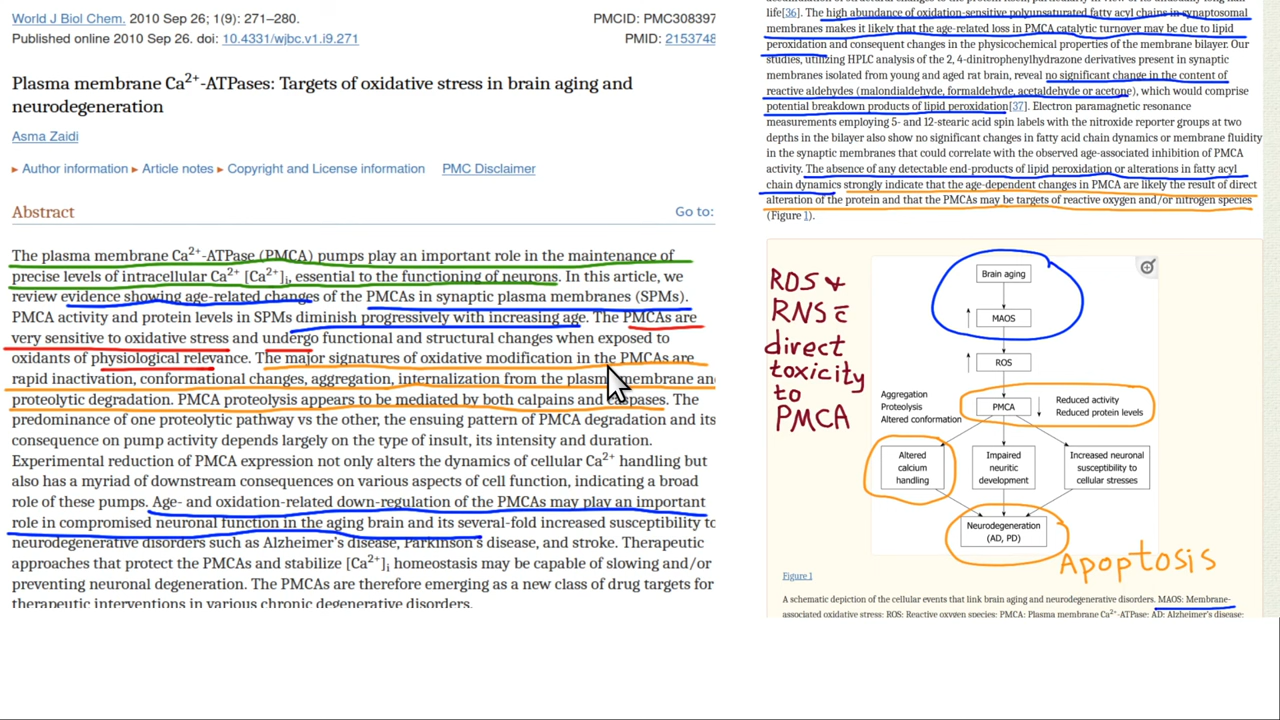 World J Biol Chem. 2010 Sep 26; 1(9): 271–280.
PMCID: PMC308397
Published online 2010 Sep 26. doi: 10.4331/wjbc.v1.i9.271
PMID: 2153748
Plasma membrane Ca2+-ATPases: Targets of oxidative stress in brain aging and
neurodegeneration
Asma Zaidi
▸ Author information ▸ Article notes ▸ Copyright and License information PMC Disclaimer
Abstract
Go to:
The plasma membrane Ca2+-ATPase (PMCA) pumps play an important role in the maintenance of
precise levels of intracellular Ca2+ [Ca2+]i, essential to the functioning of neurons. In this article, we
review evidence showing age-related changes of the PMCAs in synaptic plasma membranes (SPMs).
PMCA activity and protein levels in SPMs diminish progressively with increasing age. The PMCAs are
very sensitive to oxidative stress and undergo functional and structural changes when exposed to
oxidants of physiological relevance. The major signatures of oxidative modification in the PMCAs are
rapid inactivation, conformational changes, aggregation, internalization from the plasma membrane an
proteolytic degradation. PMCA proteolysis appears to be mediated by both calpains and caspases. The
predominance of one proteolytic pathway vs the other, the ensuing pattern of PMCA degradation and its
consequence on pump activity depends largely on the type of insult, its intensity and duration.
Experimental reduction of PMCA expression not only alters the dynamics of cellular Ca2+ handling but
also has a myriad of downstream consequences on various aspects of cell function, indicating a broad
role of these pumps. Age- and oxidation-related down-regulation of the PMCAs may play an important
role in compromised neuronal function in the aging brain and its several-fold increased susceptibility to
neurodegenerative disorders such as Alzheimer's disease, Parkinson's disease, and stroke. Therapeutic
approaches that protect the PMCAs and stabilize [Ca2+]i homeostasis may be capable of slowing and/or
preventing neuronal degeneration. The PMCAs are therefore emerging as a new class of drug targets for
therapeutic interventions in various chronic degenerative disorders.
life[36]. The high abundance of oxidation-sensitive polyunsaturated fatty acyl chains in synaptosomal
membranes makes it likely that the age-related loss in PMCA catalytic turnover may be due to lipid
peroxidation and consequent changes in the physicochemical properties of the membrane bilayer. Our
studies, utilizing HPLC analysis of the 2, 4-dinitrophenylhydrazone derivatives present in synaptic
membranes isolated from young and aged rat brain, reveal no significant change in the content of
reactive aldehydes (malondialdehyde, formaldehyde, acetaldehyde or acetone), which would comprise
potential breakdown products of lipid peroxidation[37]. Electron paramagnetic resonance
measurements employing 5- and 12-stearic acid spin labels with the nitroxide reporter groups at two
depths in the bilayer also show no significant changes in fatty acid chain dynamics or membrane fluidity
in the synaptic membranes that could correlate with the observed age-associated inhibition of PMCA
activity. The absence of any detectable end-products of lipid peroxidation or alterations in fatty acyl
chain dynamics strongly indicate that the age-dependent changes in PMCA are likely the result of direct
alteration of the protein and that the PMCAs may be targets of reactive oxygen and/or nitrogen species
(Figure 1).
ROS &
RNS c̄
direct
toxicity
to
PMCA
Brain aging
MAOS
ROS
Aggregation
Proteolysis
Altered conformation
PMCA
Reduced activity
Reduced protein levels
Altered
calcium
handling
Impaired
neuritic
development
Increased neuronal
susceptibility to
cellular stresses
Neurodegeneration
(AD, PD)
Apoptosis
Figure 1
A schematic depiction of the cellular events that link brain aging and neurodegenerative disorders. MAOS: Membrane-
associated oxidative stress; ROS: Reactive oxygen species; PMCA: Plasma membrane Ca2+-ATPase; AD: Alzheimer's disease;